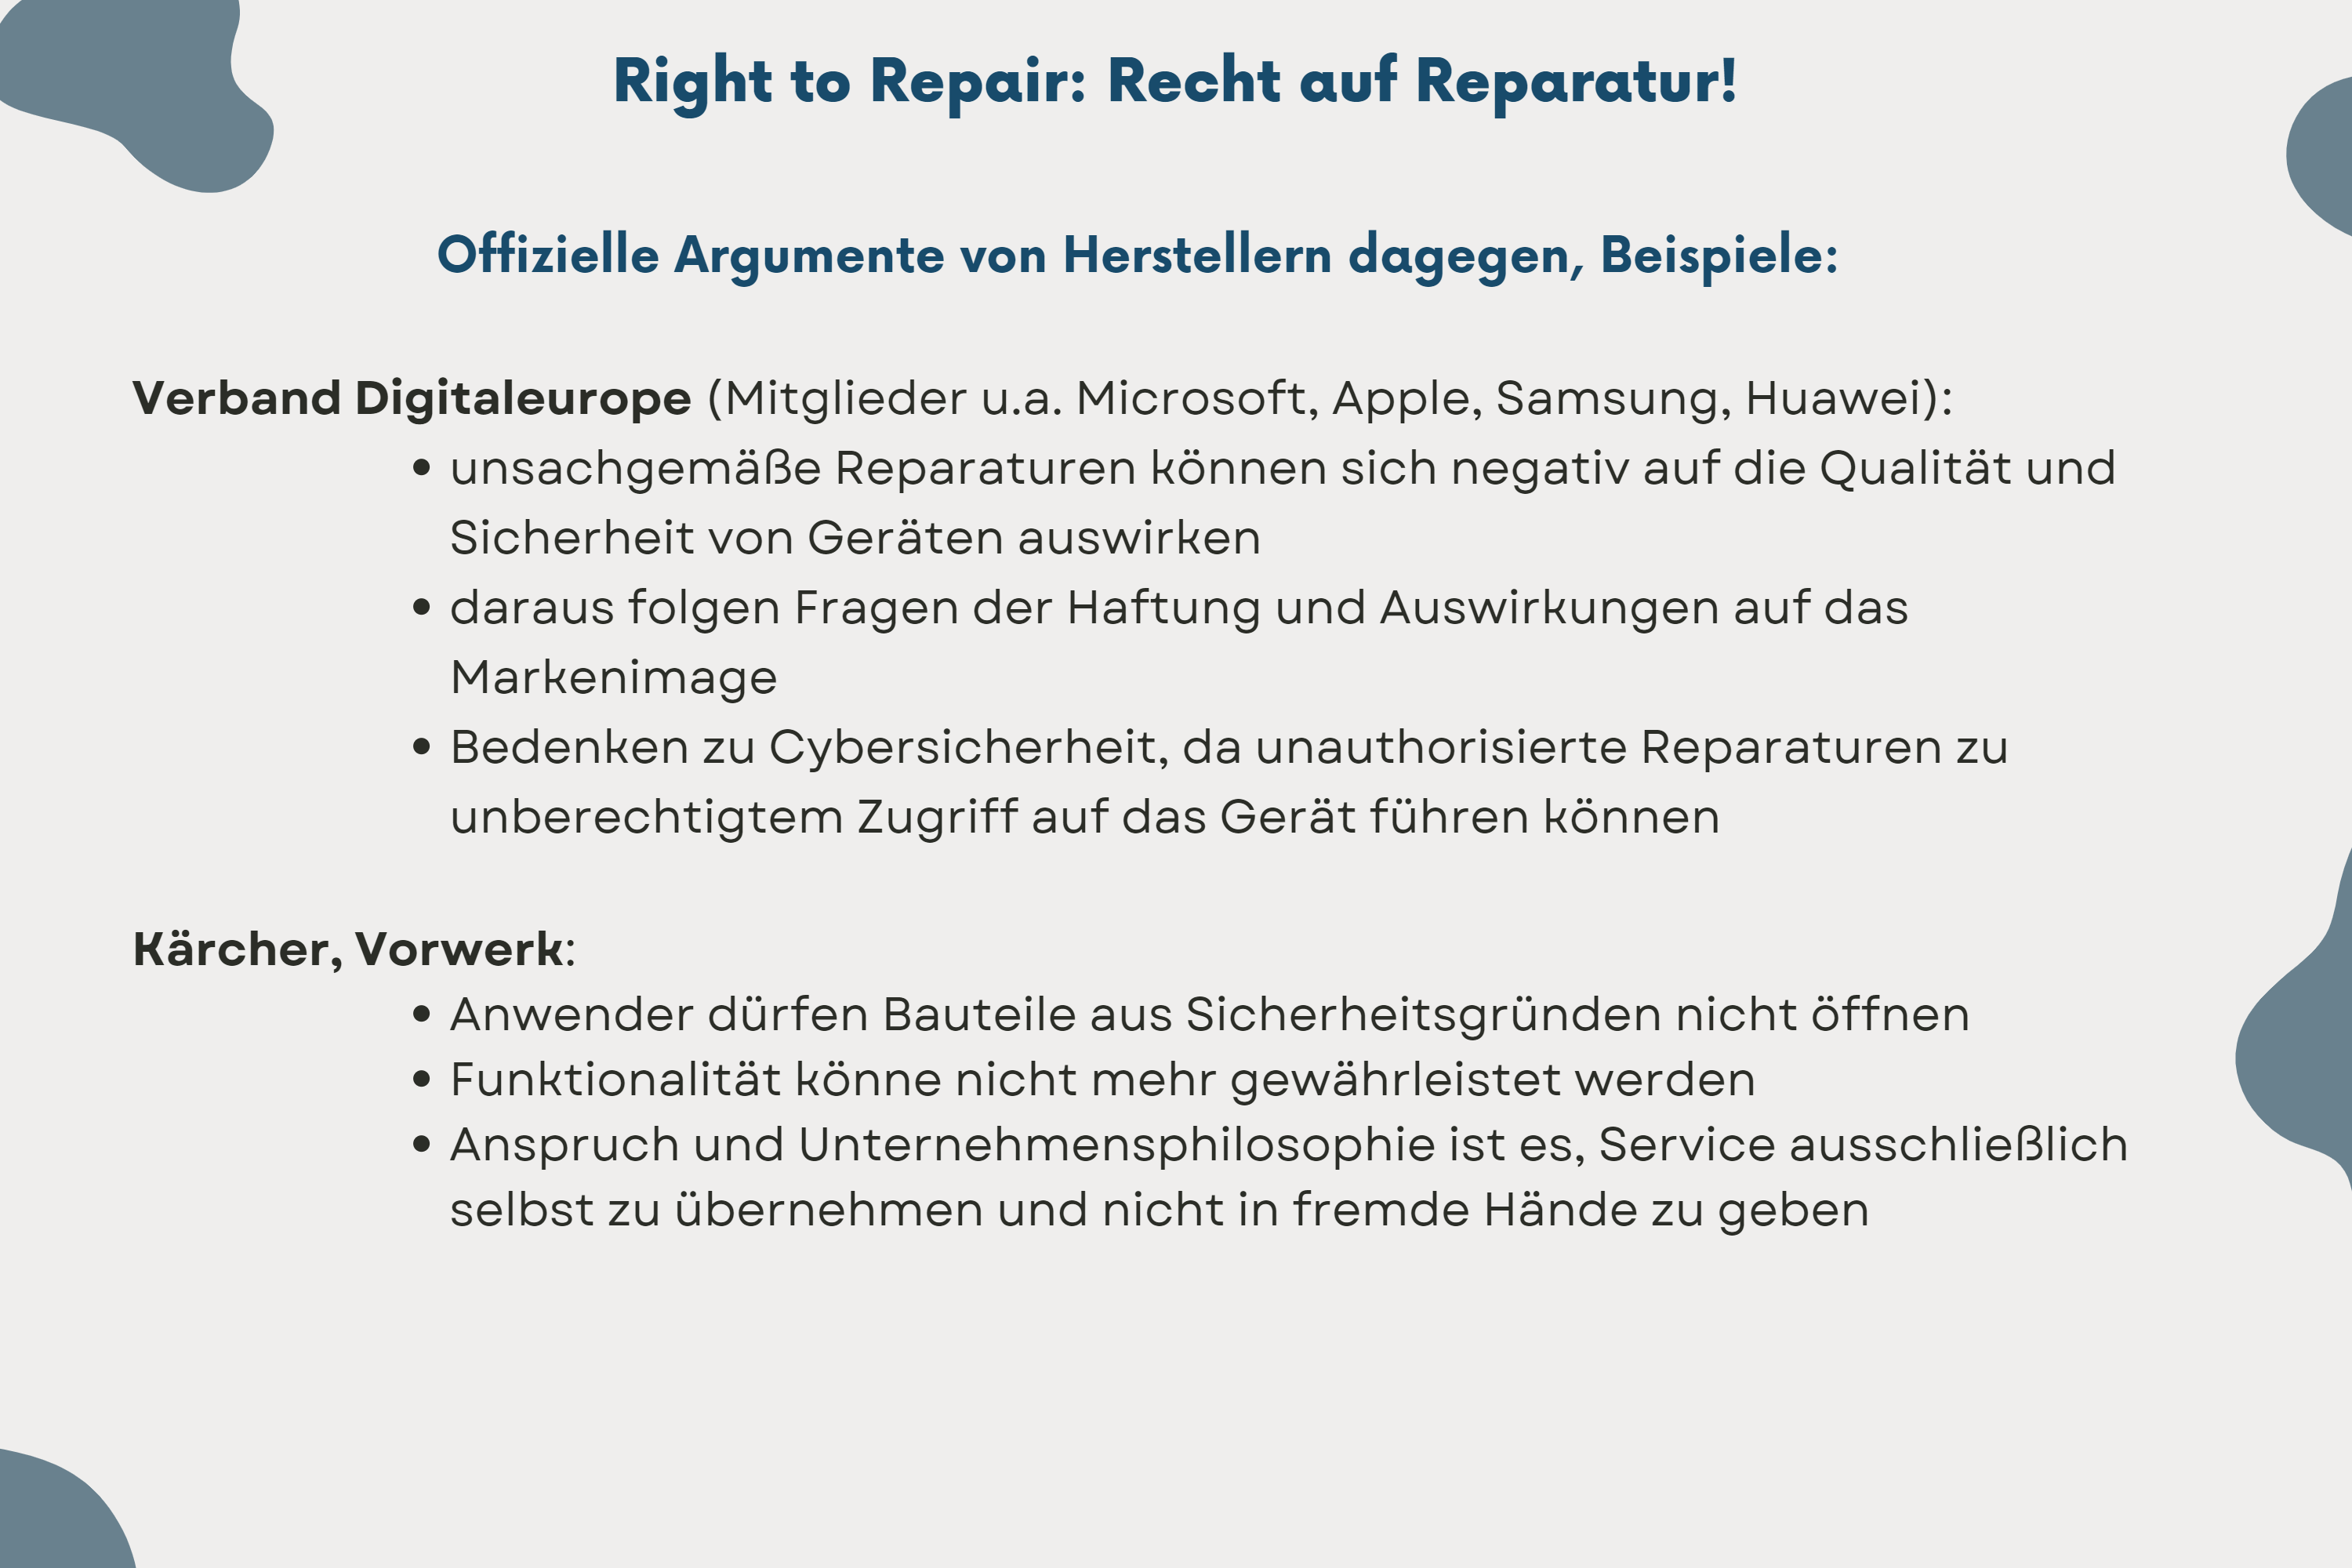 Right to Repair: Recht auf Reparatur!
Offizielle Argumente von Herstellern dagegen, Beispiele:
Verband Digitaleurope (Mitglieder u.a. Microsoft, Apple, Samsung, Huawei):
• unsachgemäße Reparaturen können sich negativ auf die Qualität und
Sicherheit von Geräten auswirken
• daraus folgen Fragen der Haftung und Auswirkungen auf das
Markenimage
• Bedenken zu Cybersicherheit, da unauthorisierte Reparaturen zu
unberechtigtem Zugriff auf das Gerät führen können
Kärcher, Vorwerk:
• Anwender dürfen Bauteile aus Sicherheitsgründen nicht öffnen
• Funktionalität könne nicht mehr gewährleistet werden
• Anspruch und Unternehmensphilosophie ist es, Service ausschließlich
selbst zu übernehmen und nicht in fremde Hände zu geben